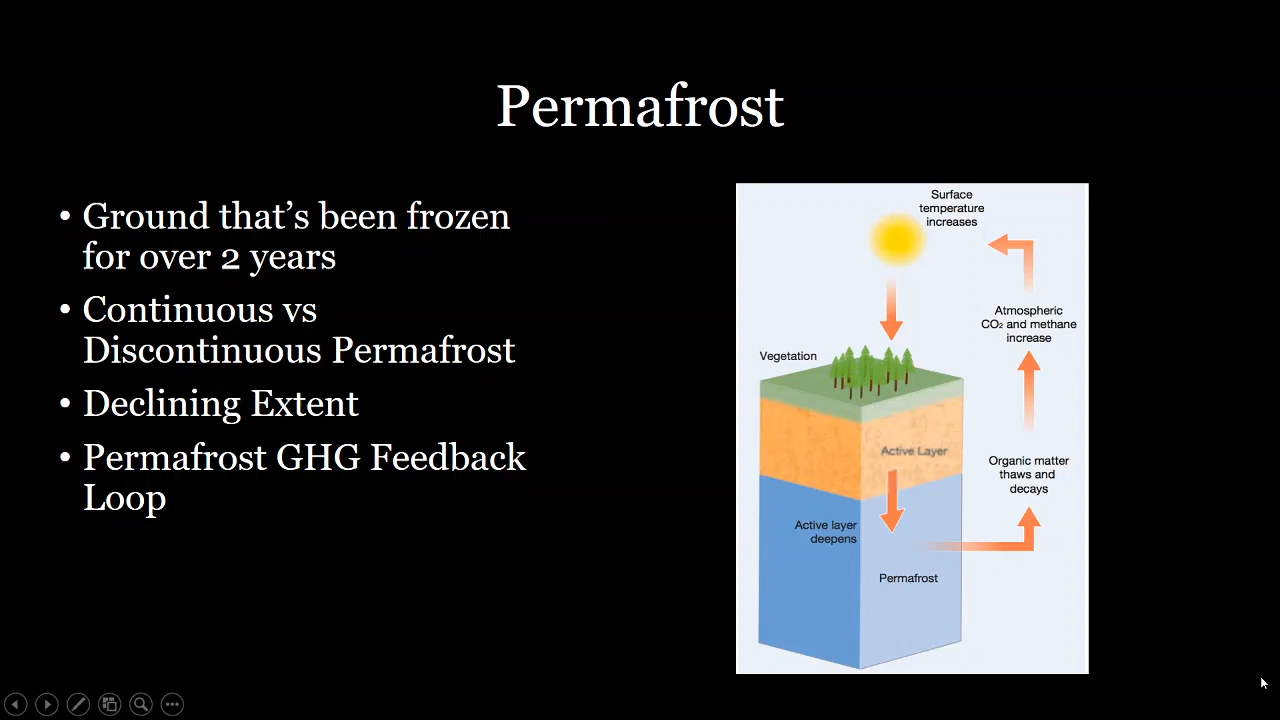 Permafrost
• Ground that’s been frozen
for over 2 years
• Continuous vs
Discontinuous Permafrost
• Declining Extent
• Permafrost GHG Feedback
Loop
Surface
temperature
increases
Atmospheric
CO₂ and methane
increase
Vegetation
Active Layer
Organic matter
thaws and
decays
Active layer
deepens
Permafrost